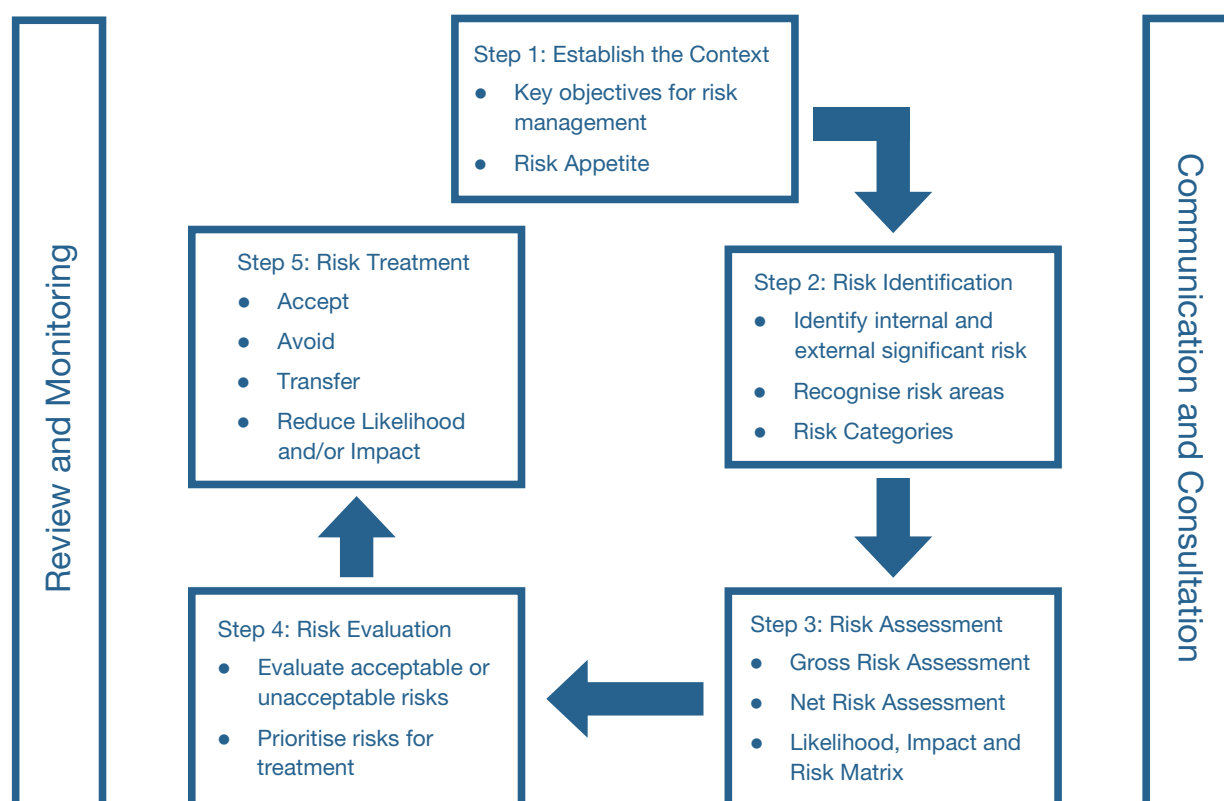 Review and Monitoring
Step 1: Establish the Context
● Key objectives for risk
management
● Risk Appetite
Step 2: Risk Identification
● Identify internal and
external significant risk
● Recognise risk areas
● Risk Categories
Step 3: Risk Assessment
● Gross Risk Assessment
● Net Risk Assessment
● Likelihood, Impact and
Risk Matrix
Step 4: Risk Evaluation
● Evaluate acceptable or
unacceptable risks
● Prioritise risks for
treatment
Step 5: Risk Treatment
● Accept
● Avoid
● Transfer
● Reduce Likelihood
and/or Impact
Communication and Consultation